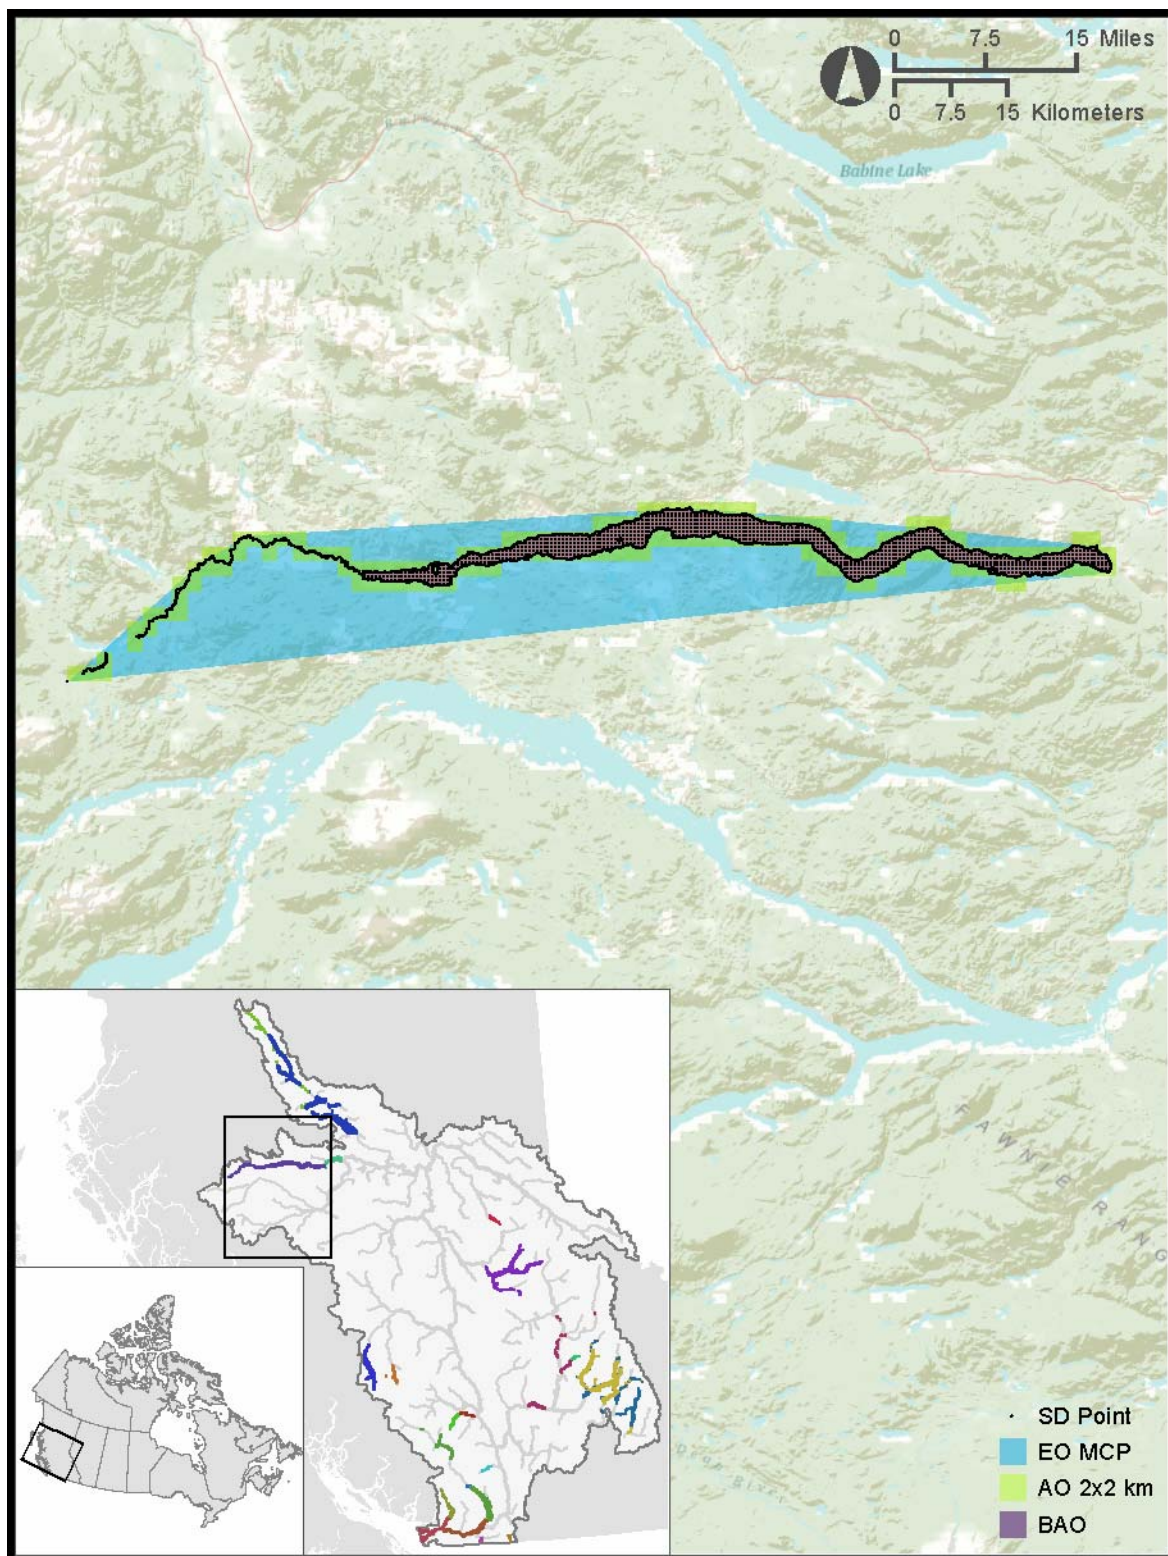 0 7.5 15 Miles
0 7.5 15 Kilometers
Babine Lake
FAWNIE RANG
SD Point
EO MCP
AO 2x2 km
BAO